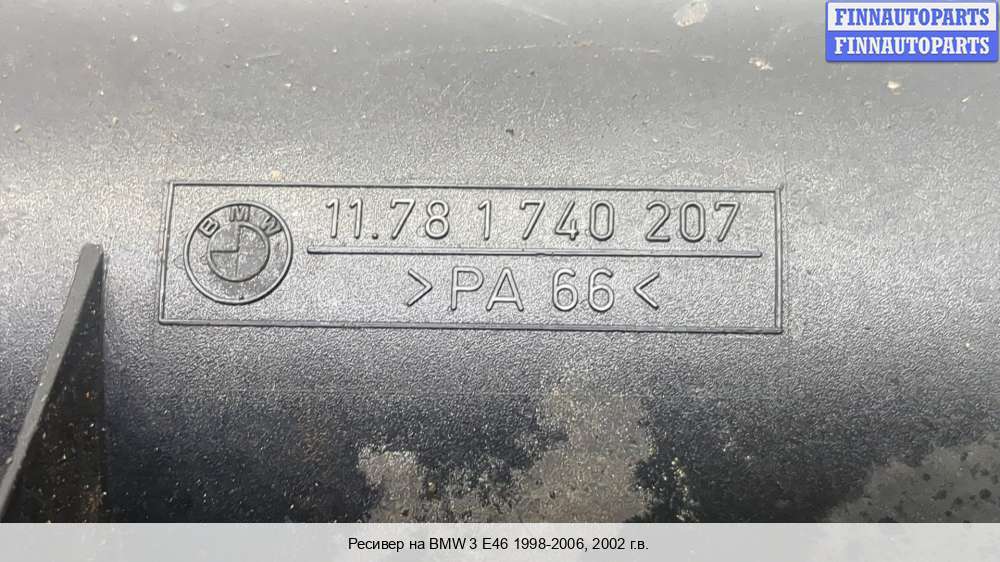 FINNAUTOPARTS
FINNAUTOPARTS
BMW
11.78 1 740 207
>PA 66<
Ресивер на BMW 3 E46 1998-2006, 2002 г.в.